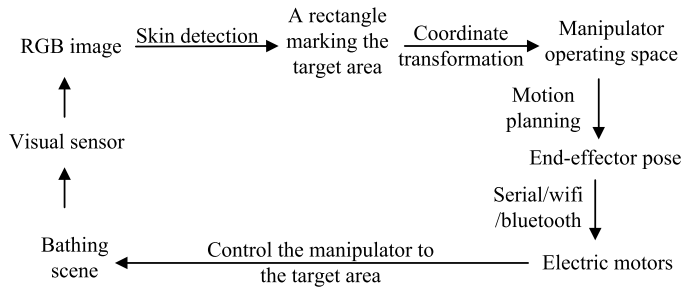 RGB image
Skin detection
A rectangle
marking the
target area
Coordinate
transformation
Manipulator
operating space
Motion
planning
End-effector pose
Serial/wifi
/bluetooth
Electric motors
Control the manipulator to
the target area
Bathing
scene
Visual sensor